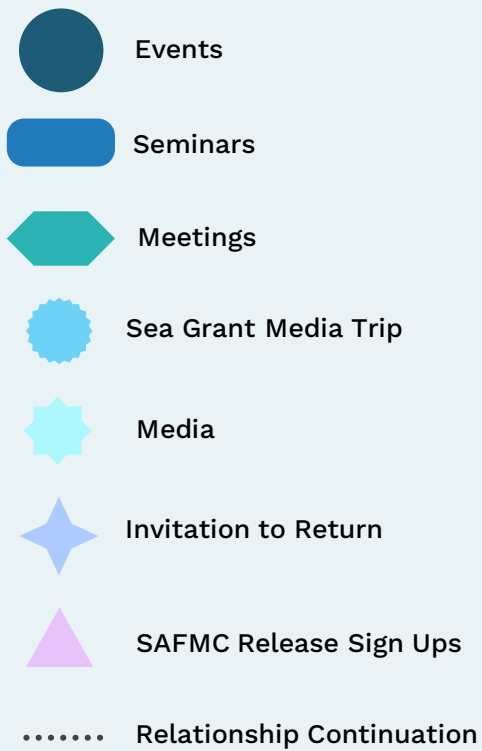 Events
Seminars
Meetings
Sea Grant Media Trip
Media
Invitation to Return
SAFMC Release Sign Ups
Relationship Continuation